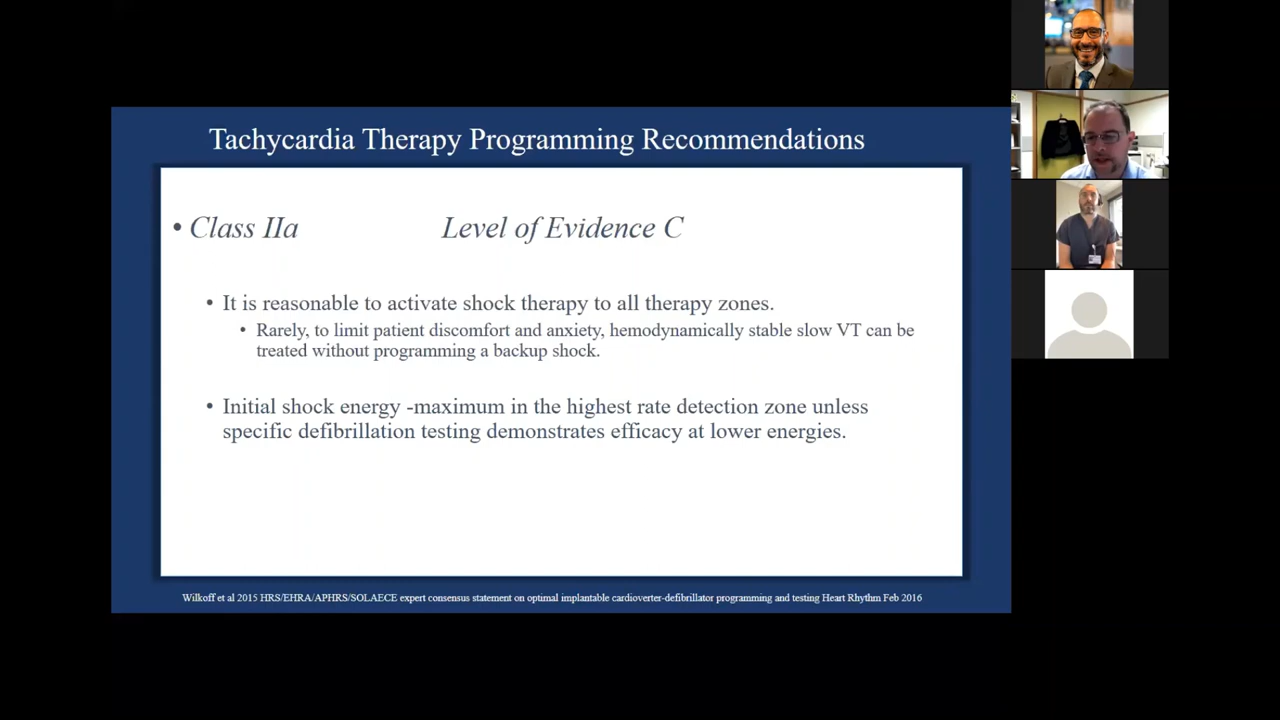 Tachycardia Therapy Programming Recommendations
• Class IIa Level of Evidence C
• It is reasonable to activate shock therapy to all therapy zones.
• Rarely, to limit patient discomfort and anxiety, hemodynamically stable slow VT can be
treated without programming a backup shock.
• Initial shock energy -maximum in the highest rate detection zone unless
specific defibrillation testing demonstrates efficacy at lower energies.
Wilkoff et al 2015 HRS/EHRA/APHRS/SOLAECE expert consensus statement on optimal implantable cardioverter-defibrillator programming and testing Heart Rhythm Feb 2016